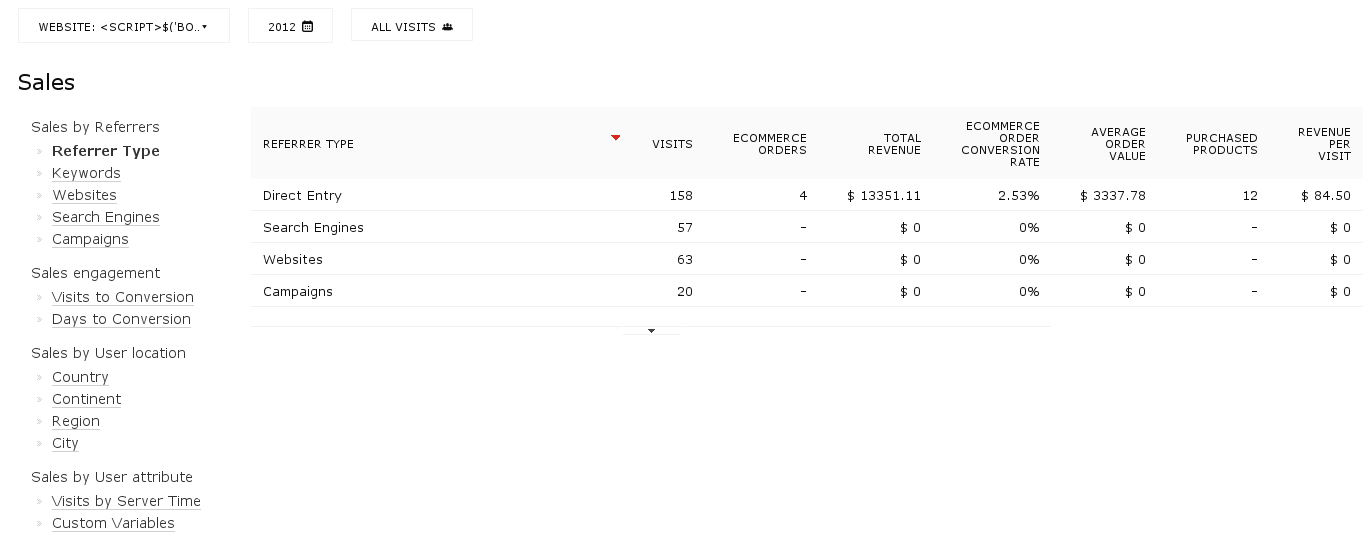 WEBSITE: <SCRIPT>$('BO.. 2012 ALL VISITS
Sales
Sales by Referrers
» Referrer Type
» Keywords
» Websites
» Search Engines
» Campaigns
Sales engagement
» Visits to Conversion
» Days to Conversion
Sales by User location
» Country
» Continent
» Region
» City
Sales by User attribute
» Visits by Server Time
» Custom Variables
REFERRER TYPE VISITS ECOMMERCE ORDERS TOTAL REVENUE ECOMMERCE ORDER CONVERSION RATE AVERAGE ORDER VALUE PURCHASED PRODUCTS REVENUE PER VISIT
Direct Entry 158 4 $ 13351.11 2.53% $ 3337.78 12 $ 84.50
Search Engines 57 - $ 0 0% $ 0 - $ 0
Websites 63 - $ 0 0% $ 0 - $ 0
Campaigns 20 - $ 0 0% $ 0 - $ 0